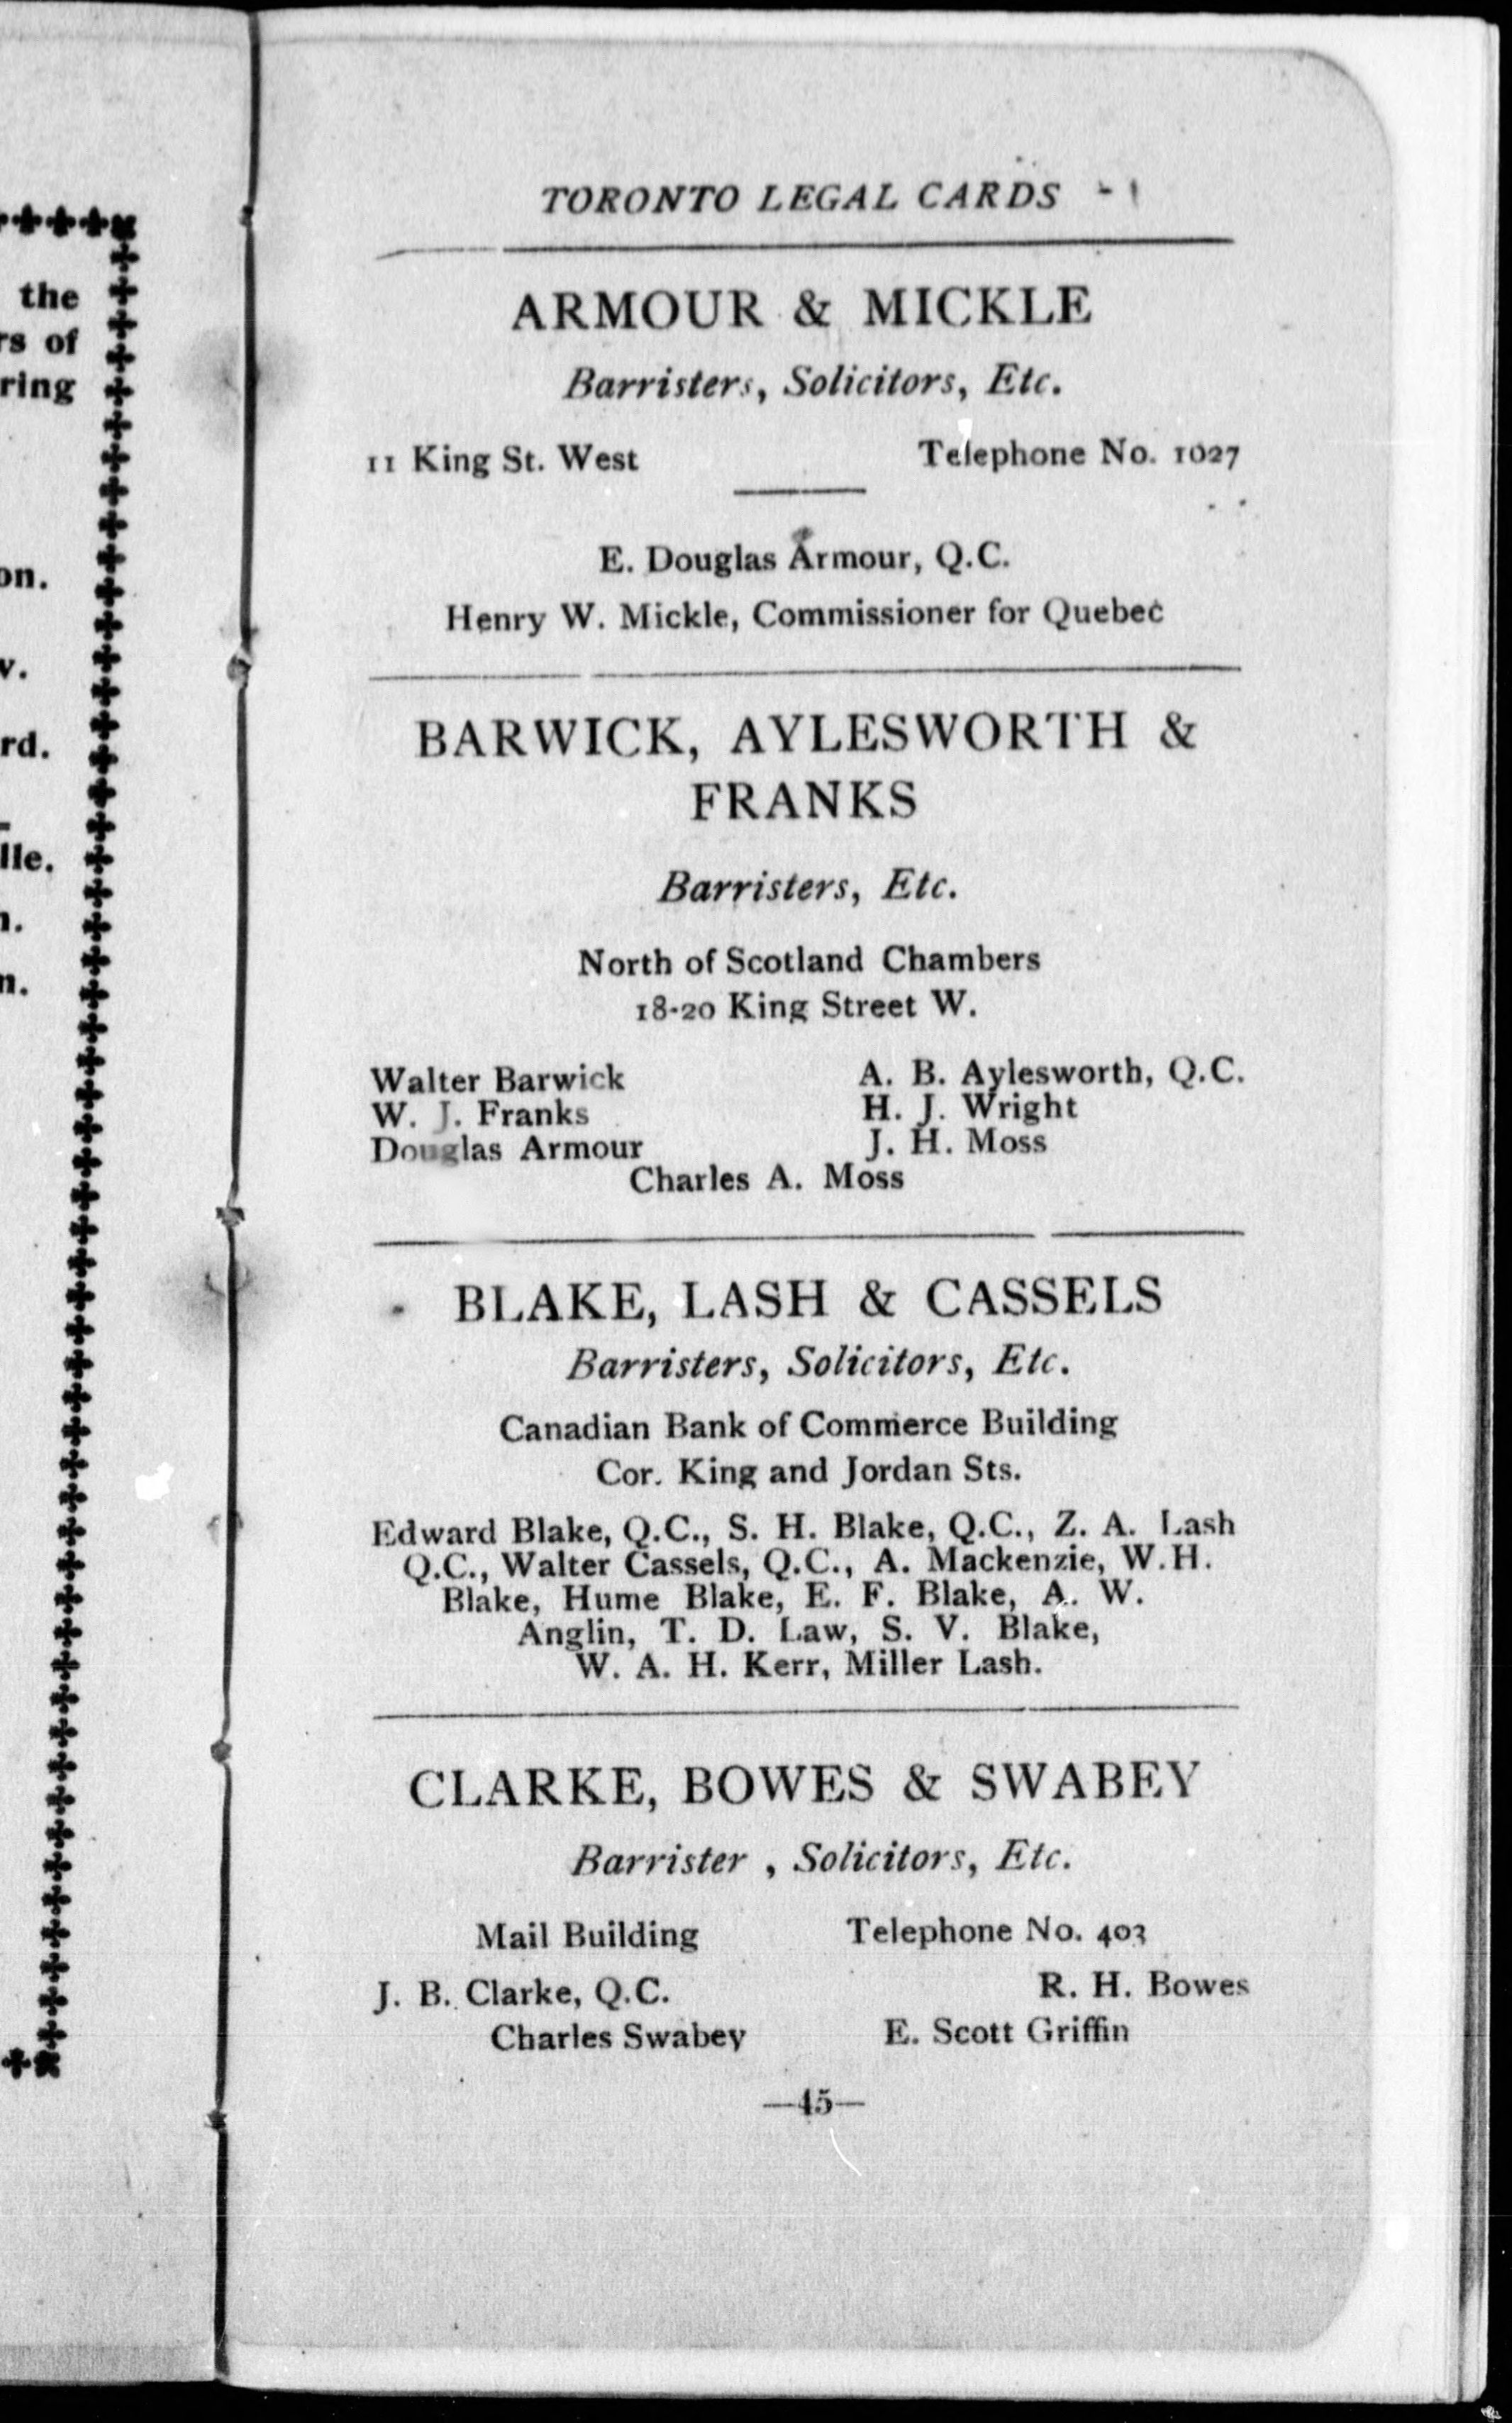 the
rs of
ring
on.
v.
rd.
lle.
n.
TORONTO LEGAL CARDS
ARMOUR & MICKLE
Barristers, Solicitors, Etc.
11 King St. West Telephone No. 1027
E. Douglas Armour, Q.C.
Henry W. Mickle, Commissioner for Quebec
BARWICK, AYLESWORTH &
FRANKS
Barristers, Etc.
North of Scotland Chambers
18-20 King Street W.
Walter Barwick A. B. Aylesworth, Q.C.
W. J. Franks H. J. Wright
Douglas Armour J. H. Moss
Charles A. Moss
BLAKE, LASH & CASSELS
Barristers, Solicitors, Etc.
Canadian Bank of Commerce Building
Cor. King and Jordan Sts.
Edward Blake, Q.C., S. H. Blake, Q.C., Z. A. Lash
Q.C., Walter Cassels, Q.C., A. Mackenzie, W.H.
Blake, Hume Blake, E. F. Blake, A. W.
Anglin, T. D. Law, S. V. Blake,
W. A. H. Kerr, Miller Lash.
CLARKE, BOWES & SWABEY
Barrister , Solicitors, Etc.
Mail Building Telephone No. 403
J. B. Clarke, Q.C. R. H. Bowes
Charles Swabey E. Scott Griffin
—45—